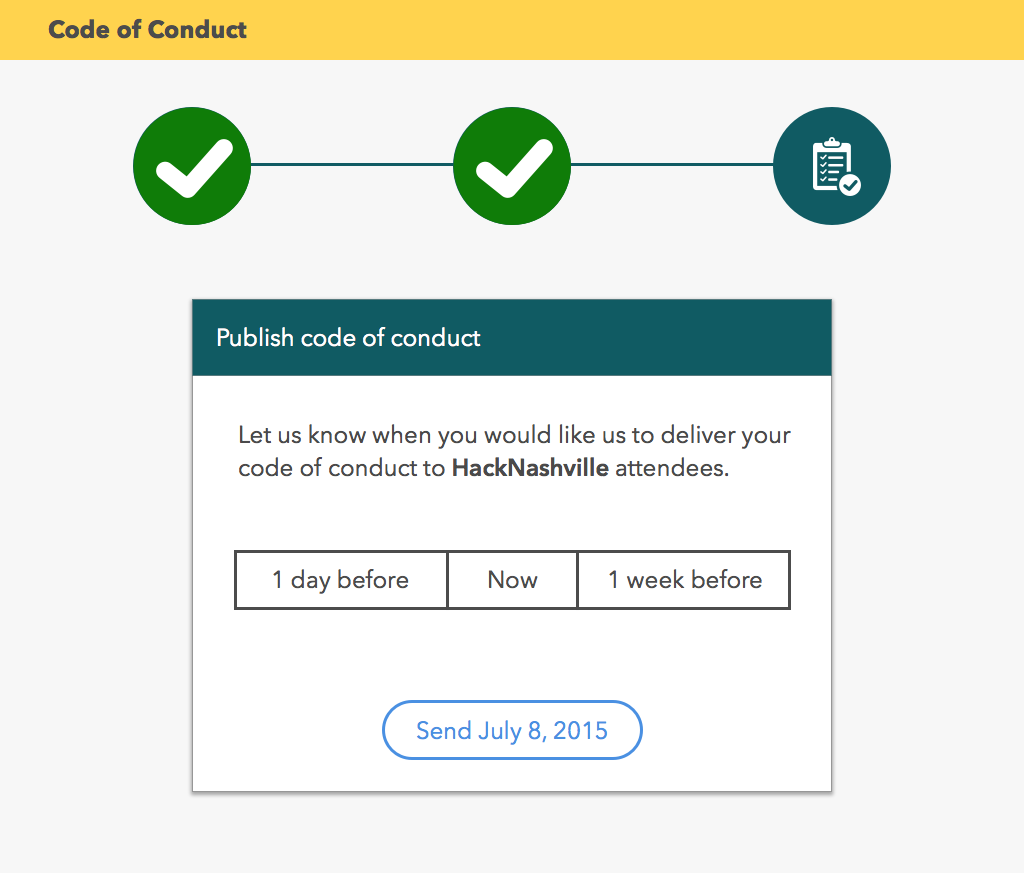 Code of Conduct
Publish code of conduct
Let us know when you would like us to deliver your
code of conduct to HackNashville attendees.
1 day before
Now
1 week before
Send July 8, 2015